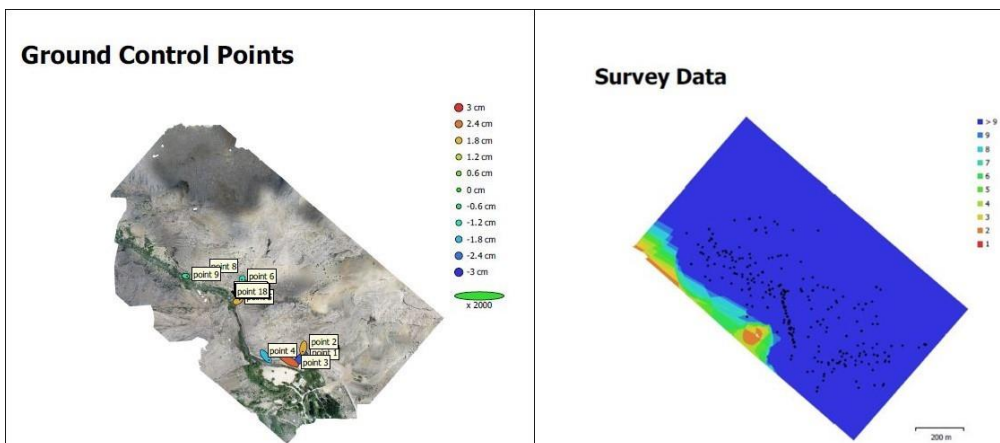 Ground Control Points
3 cm
2.4 cm
1.8 cm
1.2 cm
0.6 cm
0 cm
-0.6 cm
-1.2 cm
-1.8 cm
-2.4 cm
-3 cm
x 2000
point 8
point 9
point 6
point 18
point 2
point 4
point 1
point 3
Survey Data
> 9
9
8
7
6
5
4
3
2
1
200 m